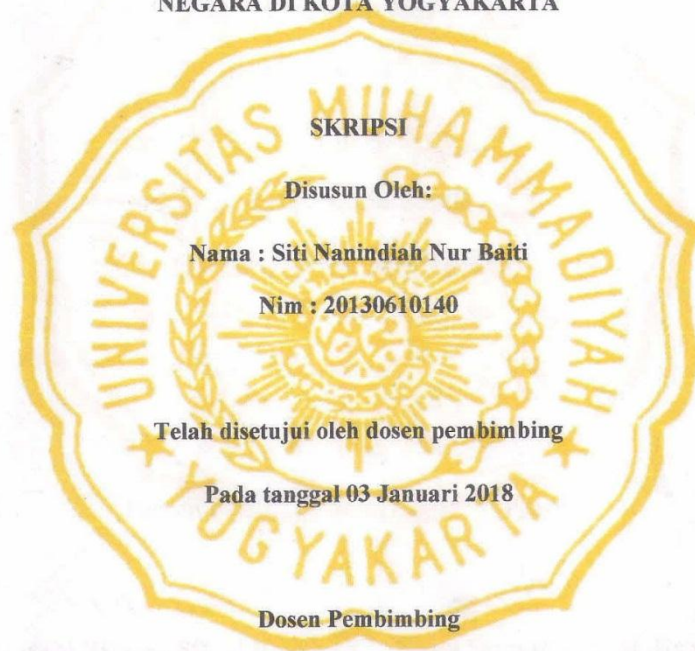 NEGARA DI KOTA YOGYAKARTA
SKRIPSI
Disusun Oleh:
Nama : Siti Nanindiah Nur Baiti
Nim : 20130610140
Telah disetujui oleh dosen pembimbing
Pada tanggal 03 Januari 2018
Dosen Pembimbing
UNIVERSITAS MUHAMMADIYAH
★ YOGYAKARTA ★